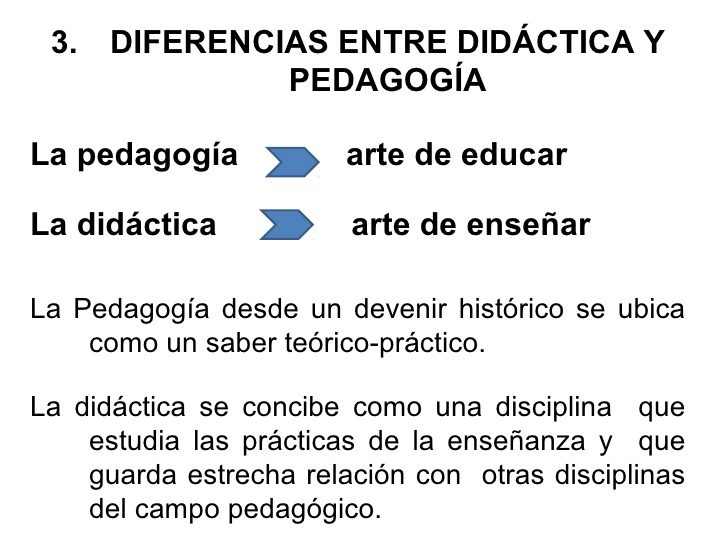 3. DIFERENCIAS ENTRE DIDÁCTICA Y
PEDAGOGÍA
La pedagogía arte de educar
La didáctica arte de enseñar
La Pedagogía desde un devenir histórico se ubica
como un saber teórico-práctico.
La didáctica se concibe como una disciplina que
estudia las prácticas de la enseñanza y que
guarda estrecha relación con otras disciplinas
del campo pedagógico.